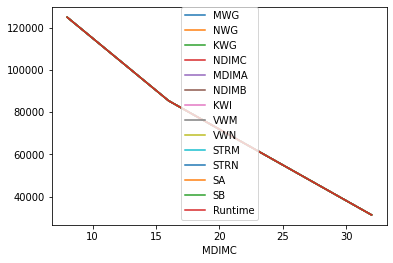 120000
100000
80000
60000
40000
MWG
NWG
KWG
NDIMC
MDIMA
NDIMB
KWI
VWM
VWN
STRM
STRN
SA
SB
Runtime
10 15 20 25 30
MDIMC